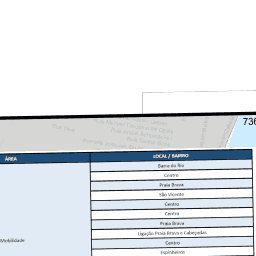 736
ÁREA
LOCAL / BAIRRO
Barra do Rio
Centro
Praia Brava
São Vicente
Centro
Centro
Praia Brava
Mobilidade
Ligação Praia Brava e Cabeçudas
Centro
Espinheiros